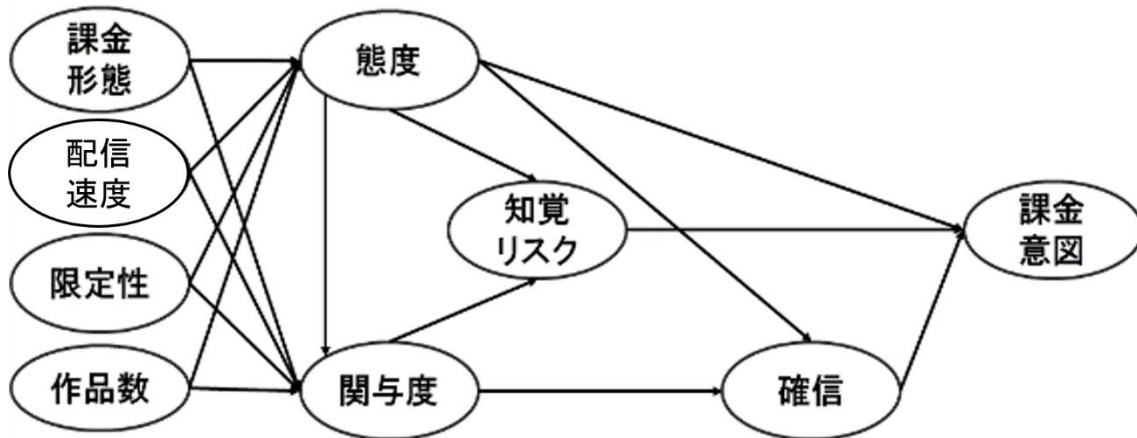 課金
形態
配信
速度
限定性
作品数
態度
知覚
リスク
関与度
確信
課金
意図